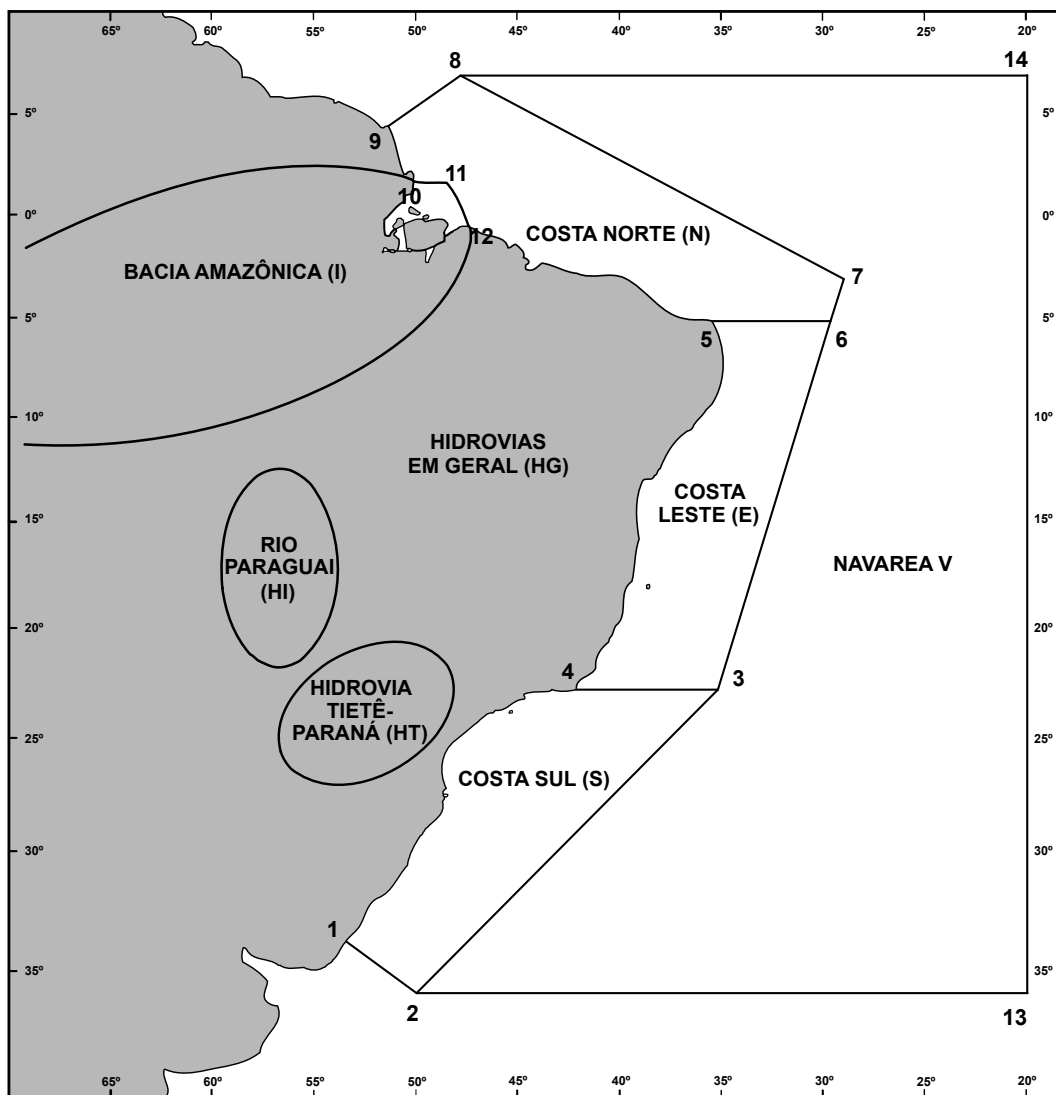 65º 60º 55º 50º 45º 40º 35º 30º 25º 20º
8 14
5º 5º
9
11
10
0º 0º
12 COSTA NORTE (N)
BACIA AMAZÔNICA (I)
7
5º 5º
5 6
10º 10º
HIDROVIAS
EM GERAL (HG)
COSTA
LESTE (E)
15º 15º
RIO
PARAGUAI
(HI)
NAVAREA V
20º 20º
4 3
HIDROVIA
TIETÊ-
PARANÁ (HT)
25º 25º
COSTA SUL (S)
30º 30º
1
35º 35º
2 13
65º 60º 55º 50º 45º 40º 35º 30º 25º 20º